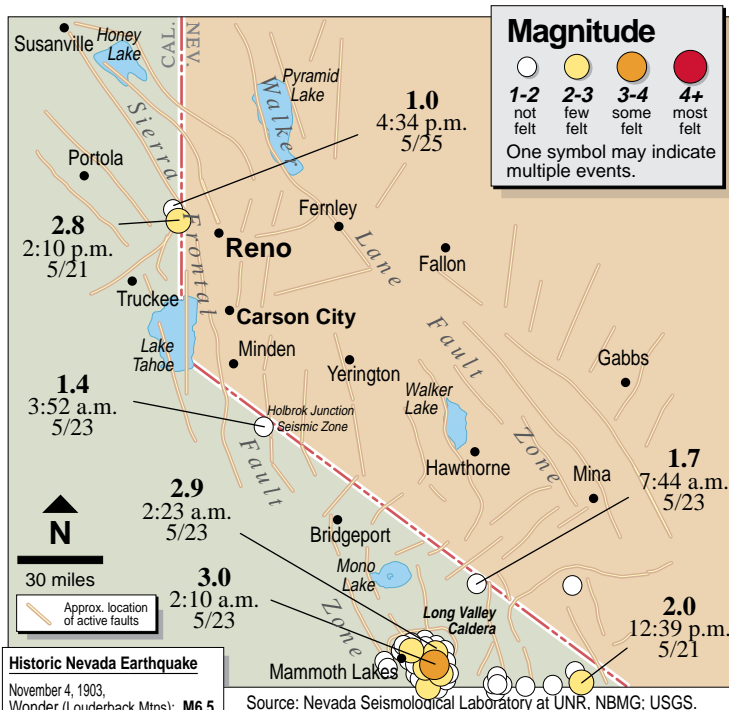 Magnitude
1-2
2-3
3-4
4+
not felt
few felt
some felt
most felt
One symbol may indicate
multiple events.
Susanville
Honey
Lake
CAL.
NEV.
Pyramid
Lake
Walker
Lane
Fault
Zone
Sierra
Frontal
Fault
Zone
1.0
4:34 p.m.
5/25
Portola
2.8
2:10 p.m.
5/21
Fernley
Reno
Fallon
Truckee
Carson City
Lake
Tahoe
Minden
Yerington
Gabbs
Walker
Lake
1.4
3:52 a.m.
5/23
Holbrok Junction
Seismic Zone
Hawthorne
Mina
1.7
7:44 a.m.
5/23
2.9
2:23 a.m.
5/23
Bridgeport
N
30 miles
Mono
Lake
3.0
2:10 a.m.
5/23
Approx. location
of active faults
Long Valley
Caldera
2.0
12:39 p.m.
5/21
Mammoth Lakes
Historic Nevada Earthquake
November 4, 1903,
Wonder (Louderback Mtns): M6.5
Source: Nevada Seismological Laboratory at UNR, NBMG; USGS.